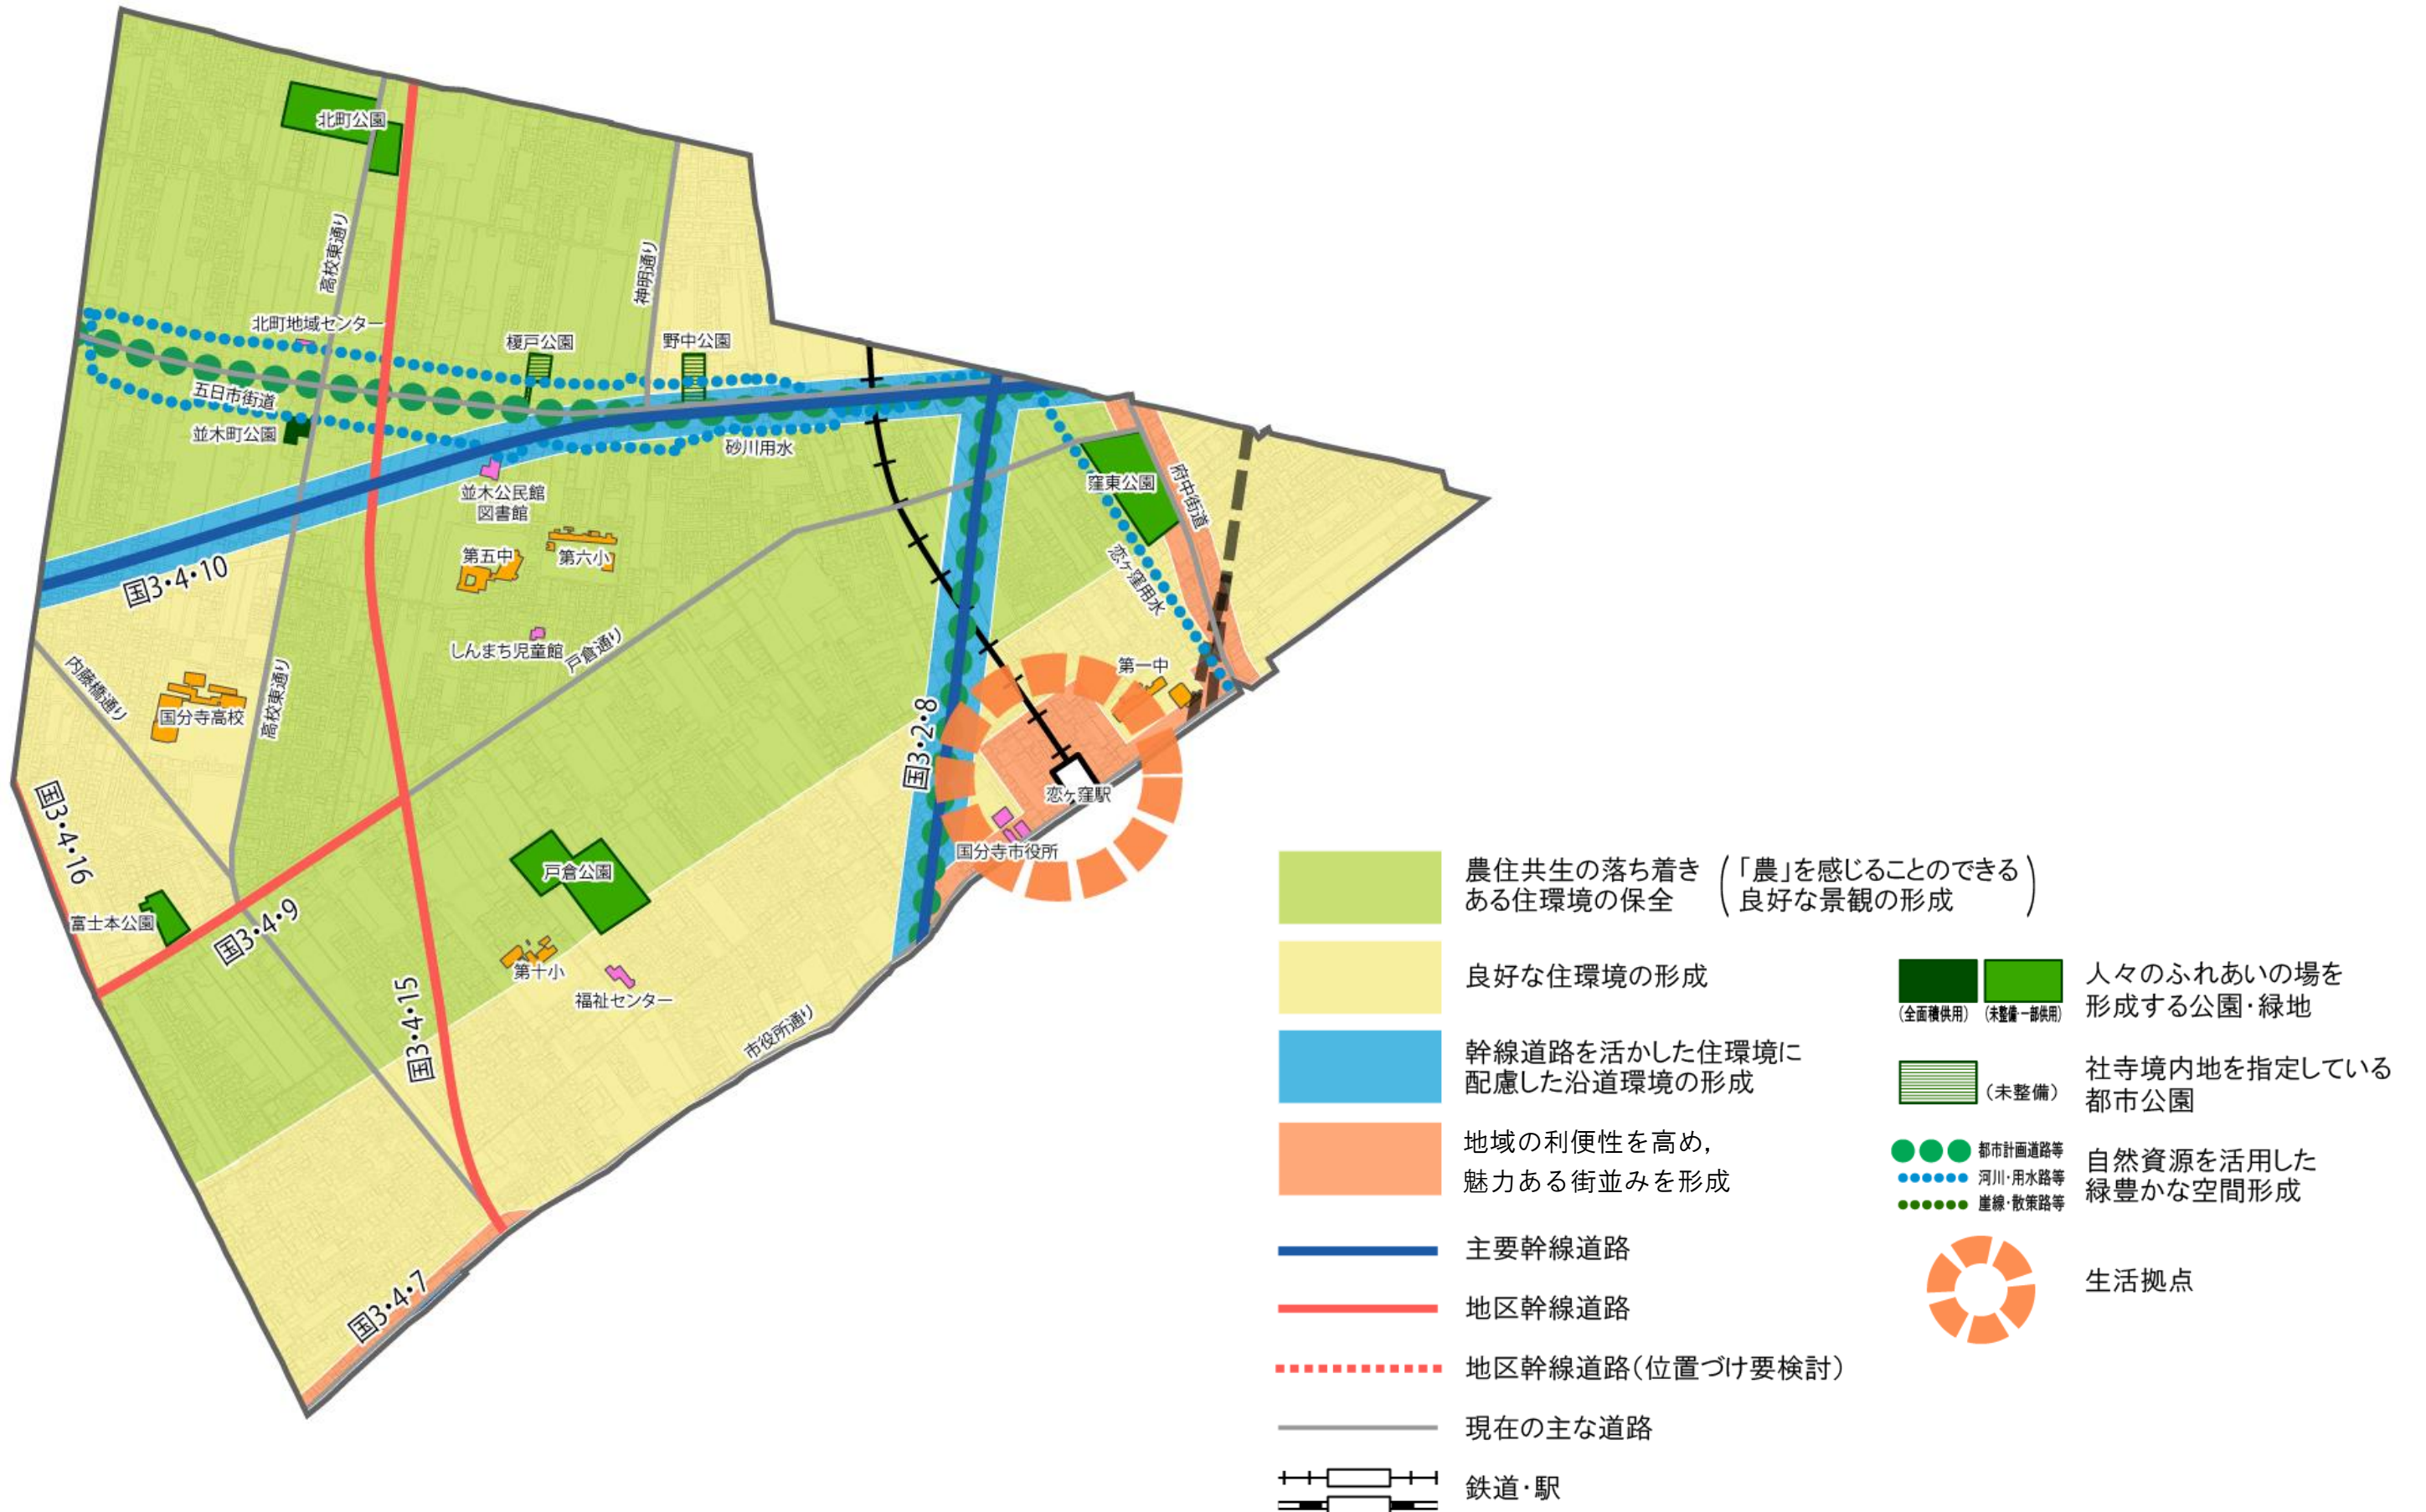 北町公園
高校東通り
神明通り
北町地域センター
榎戸公園
野中公園
五日市街道
並木町公園
砂川用水
並木公民館
図書館
窪東公園
府中街道
恋ヶ窪用水
第五中
第六小
国3・4・10
しんまち児童館
戸倉通り
第一中
内藤橋通り
国分寺高校
高校東通り
国3・2・8
恋ヶ窪駅
国3・4・16
国分寺市役所
戸倉公園
富士本公園
国3・4・9
第十小
福祉センター
国3・4・15
市役所通り
国3・4・7
農住共生の落ち着き
ある住環境の保全
(「農」を感じることのできる
良好な景観の形成)
良好な住環境の形成
幹線道路を活かした住環境に
配慮した沿道環境の形成
地域の利便性を高め，
魅力ある街並みを形成
主要幹線道路
地区幹線道路
地区幹線道路（位置づけ要検討）
現在の主な道路
鉄道・駅
(全面積供用)
(未整備・一部供用)
人々のふれあいの場を
形成する公園・緑地
（未整備）
社寺境内地を指定している
都市公園
都市計画道路等
河川・用水路等
崖線・散策路等
自然資源を活用した
緑豊かな空間形成
生活拠点